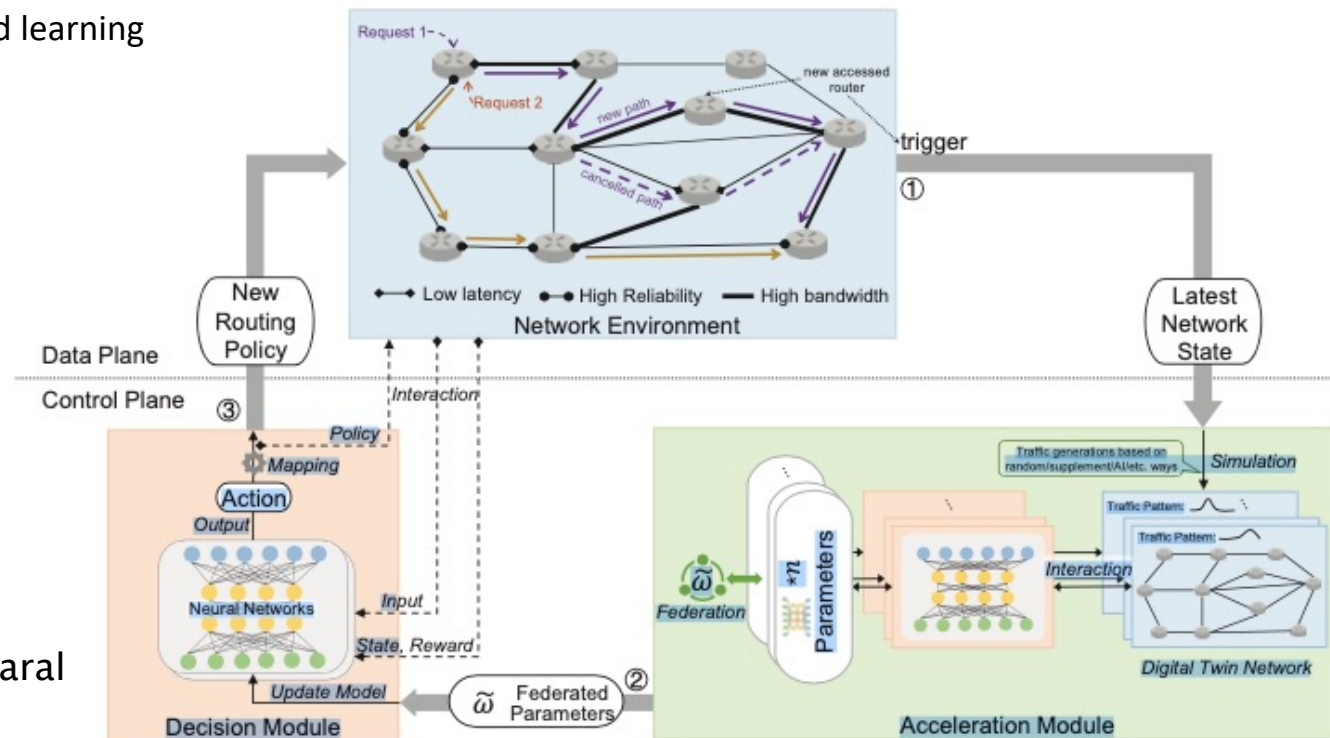 d learning
Request 1
Request 2
new path
new accessed
router
cancelled path
trigger
①
Low latency
High Reliability
High bandwidth
Network Environment
New
Routing
Policy
Latest
Network
State
Data Plane
Control Plane
③
Interaction
Policy
Mapping
Action
Output
Neural Networks
Input
State, Reward
aral
Update Model
Decision Module
ω̃ Federated
Parameters
②
Traffic generations based on
random/supplement/AI/etc. ways
Simulation
Traffic Pattern:
Traffic Pattern:
ω̃
Federation
*n
Parameters
Interaction
Digital Twin Network
Acceleration Module